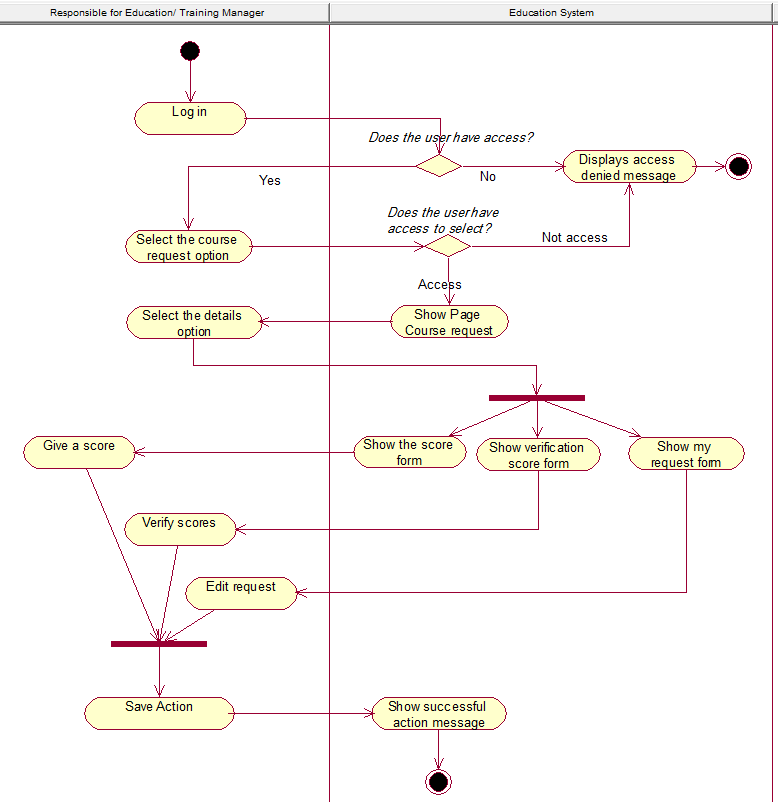 Responsible for Education/ Training Manager
Education System
Log in
Does the user have access?
Displays access
denied message
No
Yes
Does the user have
access to select?
Select the course
request option
Not access
Access
Select the details
option
Show Page
Course request
Give a score
Show the score
form
Show verification
score form
Show my
request form
Verify scores
Edit request
Save Action
Show successful
action message